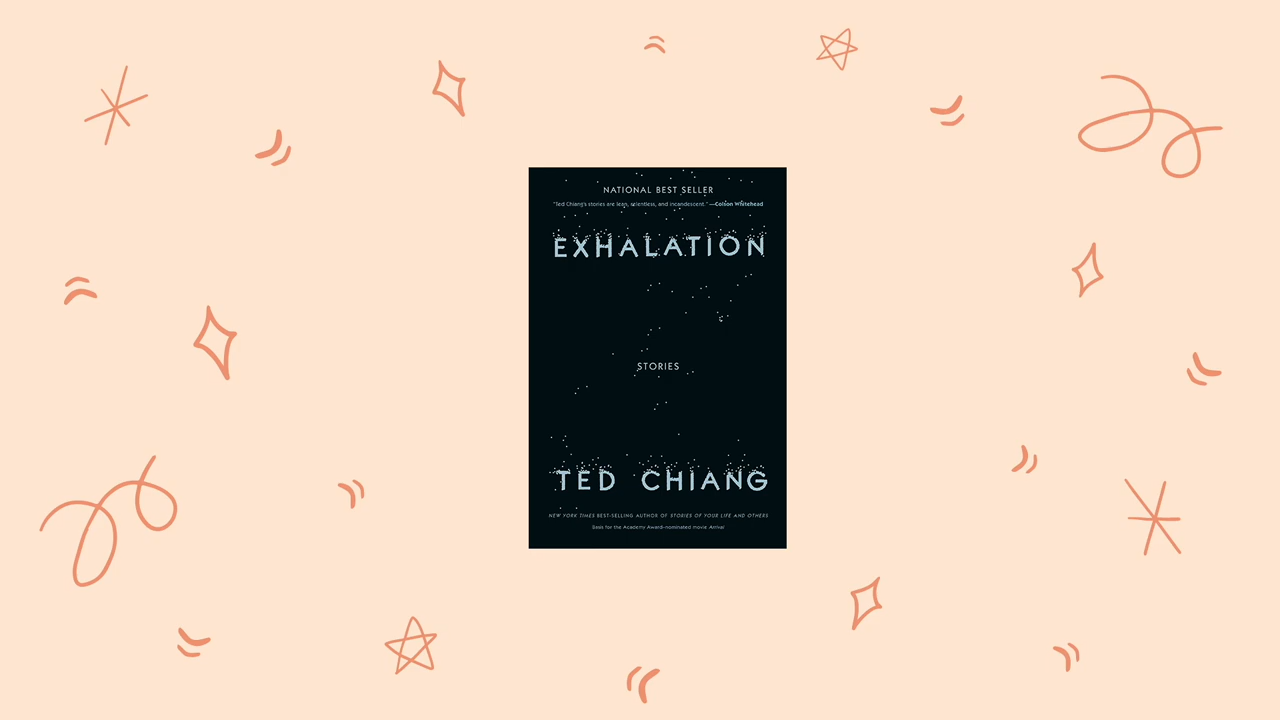 NATIONAL BEST SELLER
"Ted Chiang's stories are lean, relentless, and incandescent." —Colson Whitehead
EXHALATION
STORIES
TED CHIANG
NEW YORK TIMES BEST-SELLING AUTHOR OF STORIES OF YOUR LIFE AND OTHERS
Basis for the Academy Award–nominated movie Arrival